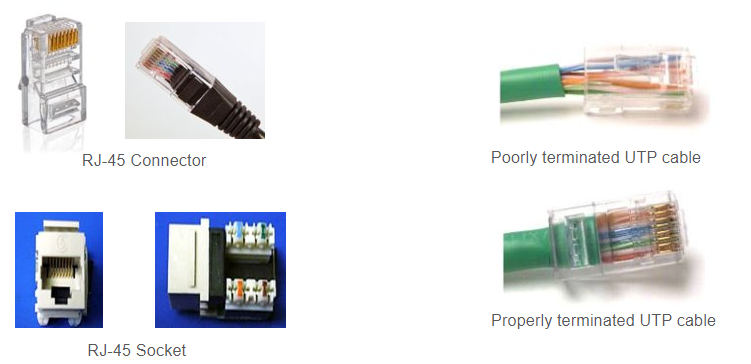 RJ-45 Connector
Poorly terminated UTP cable
RJ-45 Socket
Properly terminated UTP cable